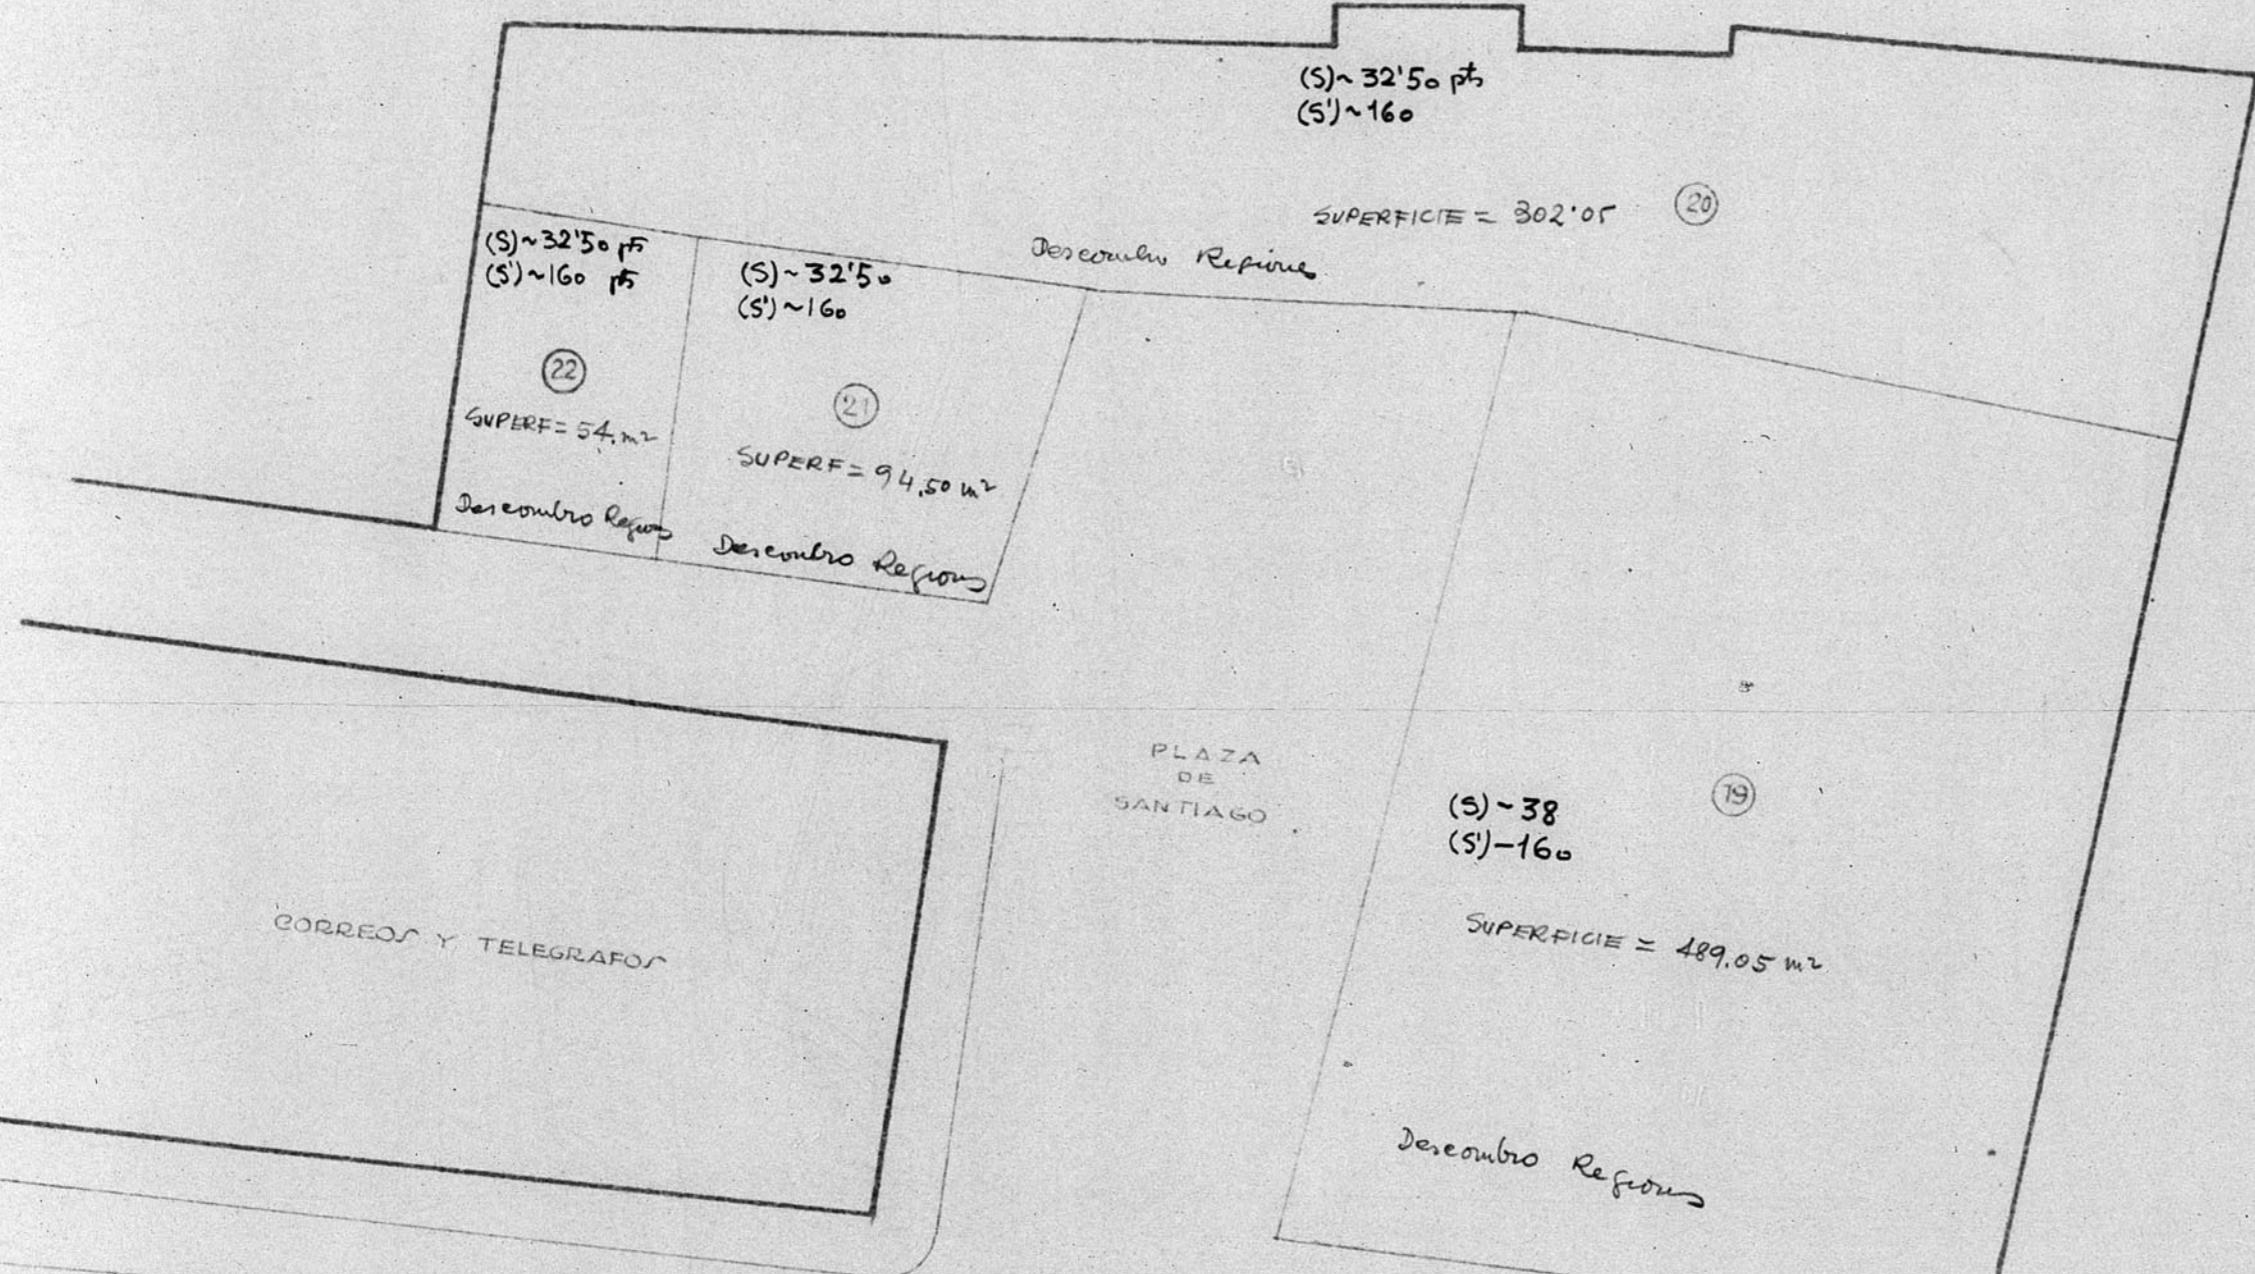 (S)~32'50 pts
(S')~160
SUPERFICIE = 302'05
20
Descombro Regiones
(S)~32'50 pts
(S')~160 pts
22
SUPERF = 54. m²
Descombro Regions
(S)~32'50
(S')~160
21
SUPERF = 94,50 m²
Descombro Regions
PLAZA
DE
SANTIAGO
19
(S)~38
(S')-160
SUPERFICIE = 489.05 m²
Descombro Regions
CORREOS Y TELEGRAFOS